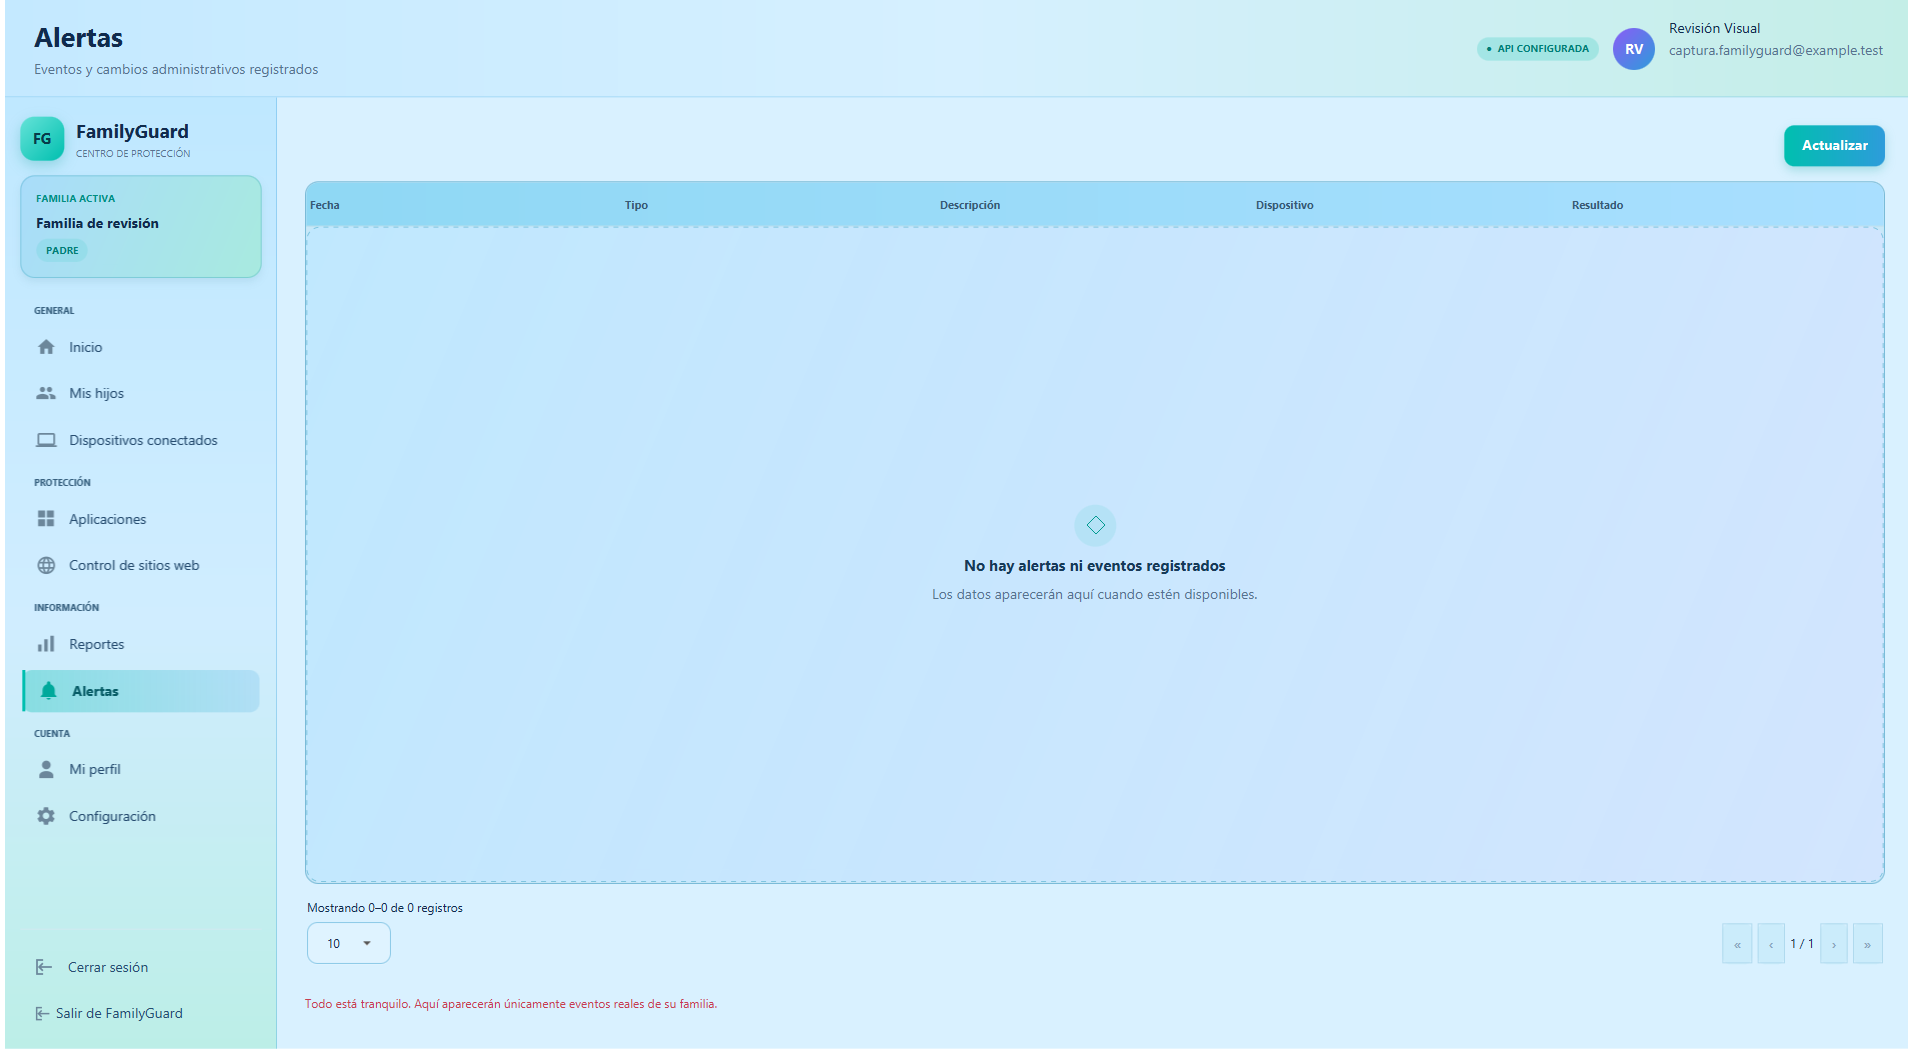 Alertas
Eventos y cambios administrativos registrados
• API CONFIGURADA
RV
Revisión Visual
captura.familyguard@example.test
FG
FamilyGuard
CENTRO DE PROTECCIÓN
FAMILIA ACTIVA
Familia de revisión
PADRE
GENERAL
Inicio
Mis hijos
Dispositivos conectados
PROTECCIÓN
Aplicaciones
Control de sitios web
INFORMACIÓN
Reportes
Alertas
CUENTA
Mi perfil
Configuración
Cerrar sesión
Salir de FamilyGuard
Actualizar
Fecha Tipo Descripción Dispositivo Resultado
No hay alertas ni eventos registrados
Los datos aparecerán aquí cuando estén disponibles.
Mostrando 0–0 de 0 registros
10
« ‹ 1 / 1 › »
Todo está tranquilo. Aquí aparecerán únicamente eventos reales de su familia.